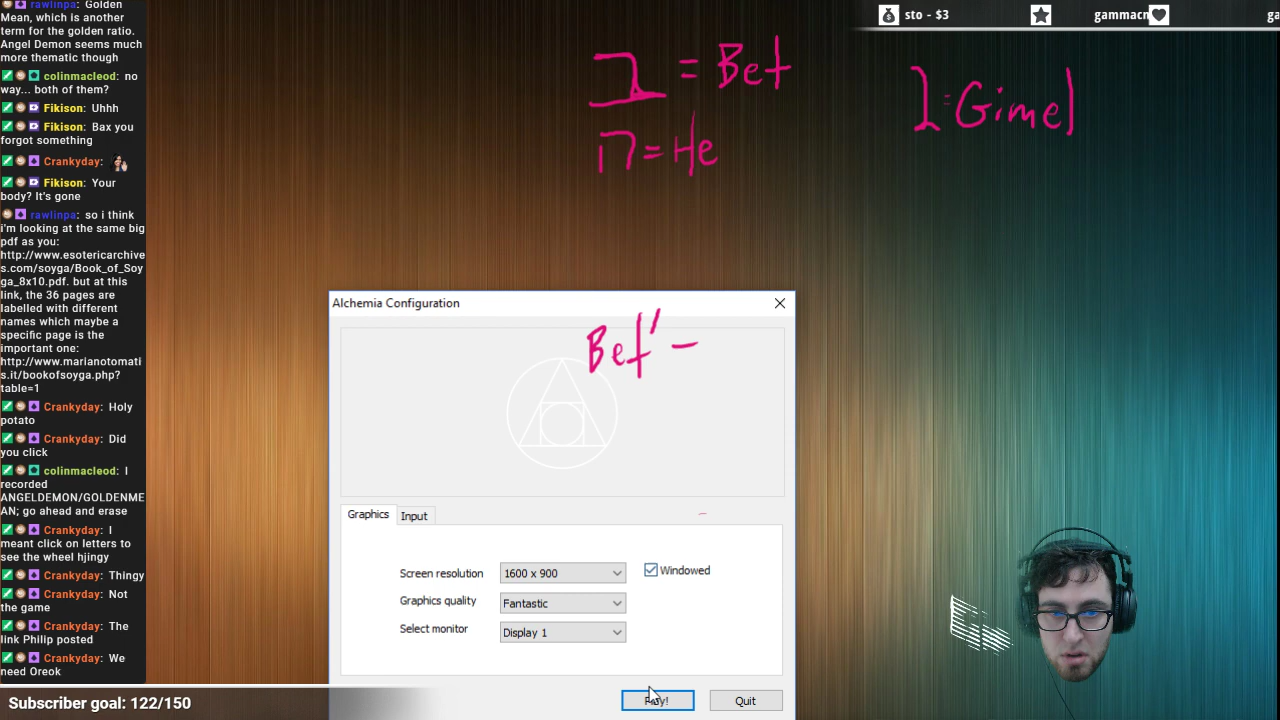 rawlinpa: Golden
Mean, which is another
term for the golden ratio.
Angel Demon seems much
more thematic though
colinmacleod: no
way... both of them?
Fikison: Uhhh
Fikison: Bax you
forgot something
Crankyday:
Fikison: Your
body? It's gone
rawlinpa: so i think
i'm looking at the same big
pdf as you:
http://www.esotericarchive
s.com/soyga/Book_of_Soy
ga_8x10.pdf. but at this
link, the 36 pages are
labelled with different
names which maybe a
specific page is the
important one:
http://www.marianotomati
s.it/bookofsoyga.php?
table=1
Crankyday: Holy
potato
Crankyday: Did
you click
colinmacleod: I
recorded
ANGELDEMON/GOLDENME
AN; go ahead and erase
Crankyday: I
meant click on letters to
see the wheel hjingy
Crankyday: Thingy
Crankyday: Not
the game
Crankyday: The
link Philip posted
Crankyday: We
need Oreok
Subscriber goal: 122/150
sto - $3
gammacn
ב = Bet
ה = He
ג = Gimel
Alchemia Configuration
Bet' -
Graphics
Input
Screen resolution
1600 x 900
Windowed
Graphics quality
Fantastic
Select monitor
Display 1
Play!
Quit